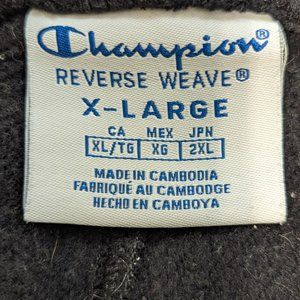 Champion®
REVERSE WEAVE®
X-LARGE
CA MEX JPN
XL/TG XG 2XL
MADE IN CAMBODIA
FABRIQUÉ AU CAMBODGE
HECHO EN CAMBOYA